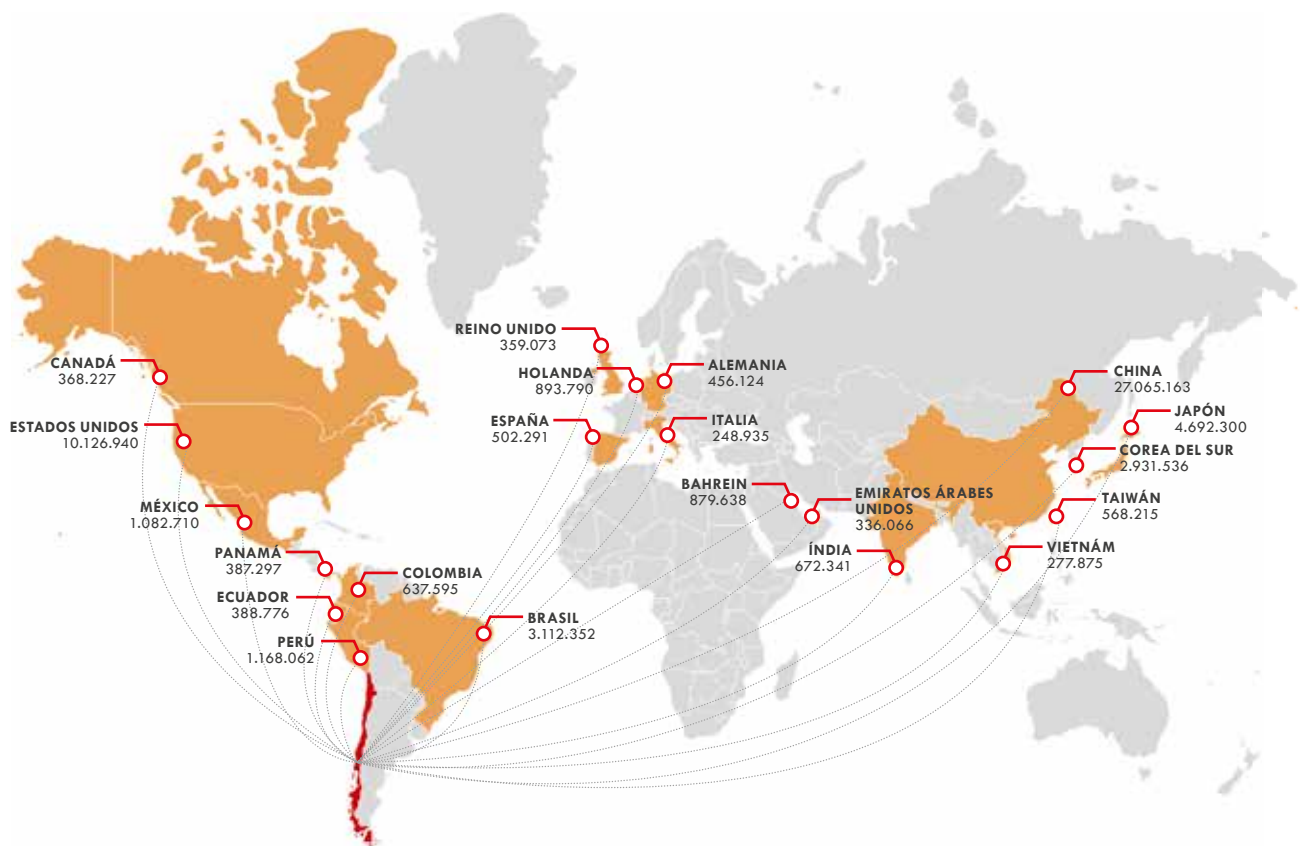 REINO UNIDO
359.073
CANADÁ
368.227
HOLANDA
893.790
ALEMANIA
456.124
CHINA
27.065.163
ESTADOS UNIDOS
10.126.940
ESPAÑA
502.291
ITALIA
248.935
JAPÓN
4.692.300
COREA DEL SUR
2.931.536
MÉXICO
1.082.710
BAHREIN
879.638
EMIRATOS ÁRABES
UNIDOS
336.066
TAIWÁN
568.215
PANAMÁ
387.297
COLOMBIA
637.595
ÍNDIA
672.341
VIETNÁM
277.875
ECUADOR
388.776
BRASIL
3.112.352
PERÚ
1.168.062